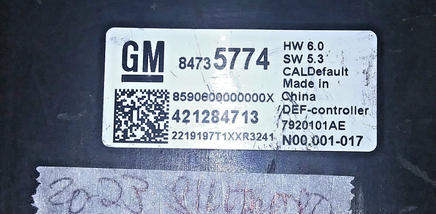 GM 84735774
8590600000000X
421284713
2219197T1XXR3241
HW 6.0
SW 5.3
CALDefault
Made in
China
DEF-controller
7920101AE
N00.001-017
2023